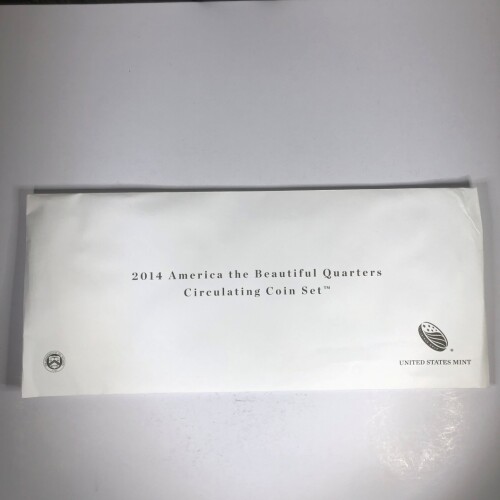 2014 America the Beautiful Quarters
Circulating Coin Set™
UNITED STATES MINT